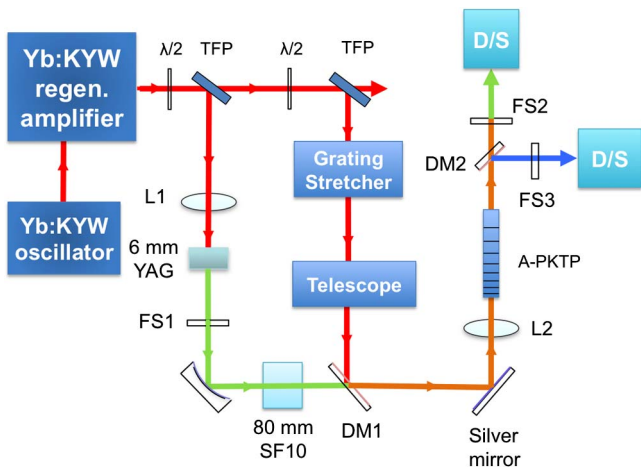 Yb:KYW
regen.
amplifier
λ/2
TFP
λ/2
TFP
D/S
FS2
DM2
D/S
FS3
Grating
Stretcher
L1
Yb:KYW
oscillator
6 mm
YAG
A-PKTP
Telescope
FS1
L2
80 mm
SF10
DM1
Silver
mirror